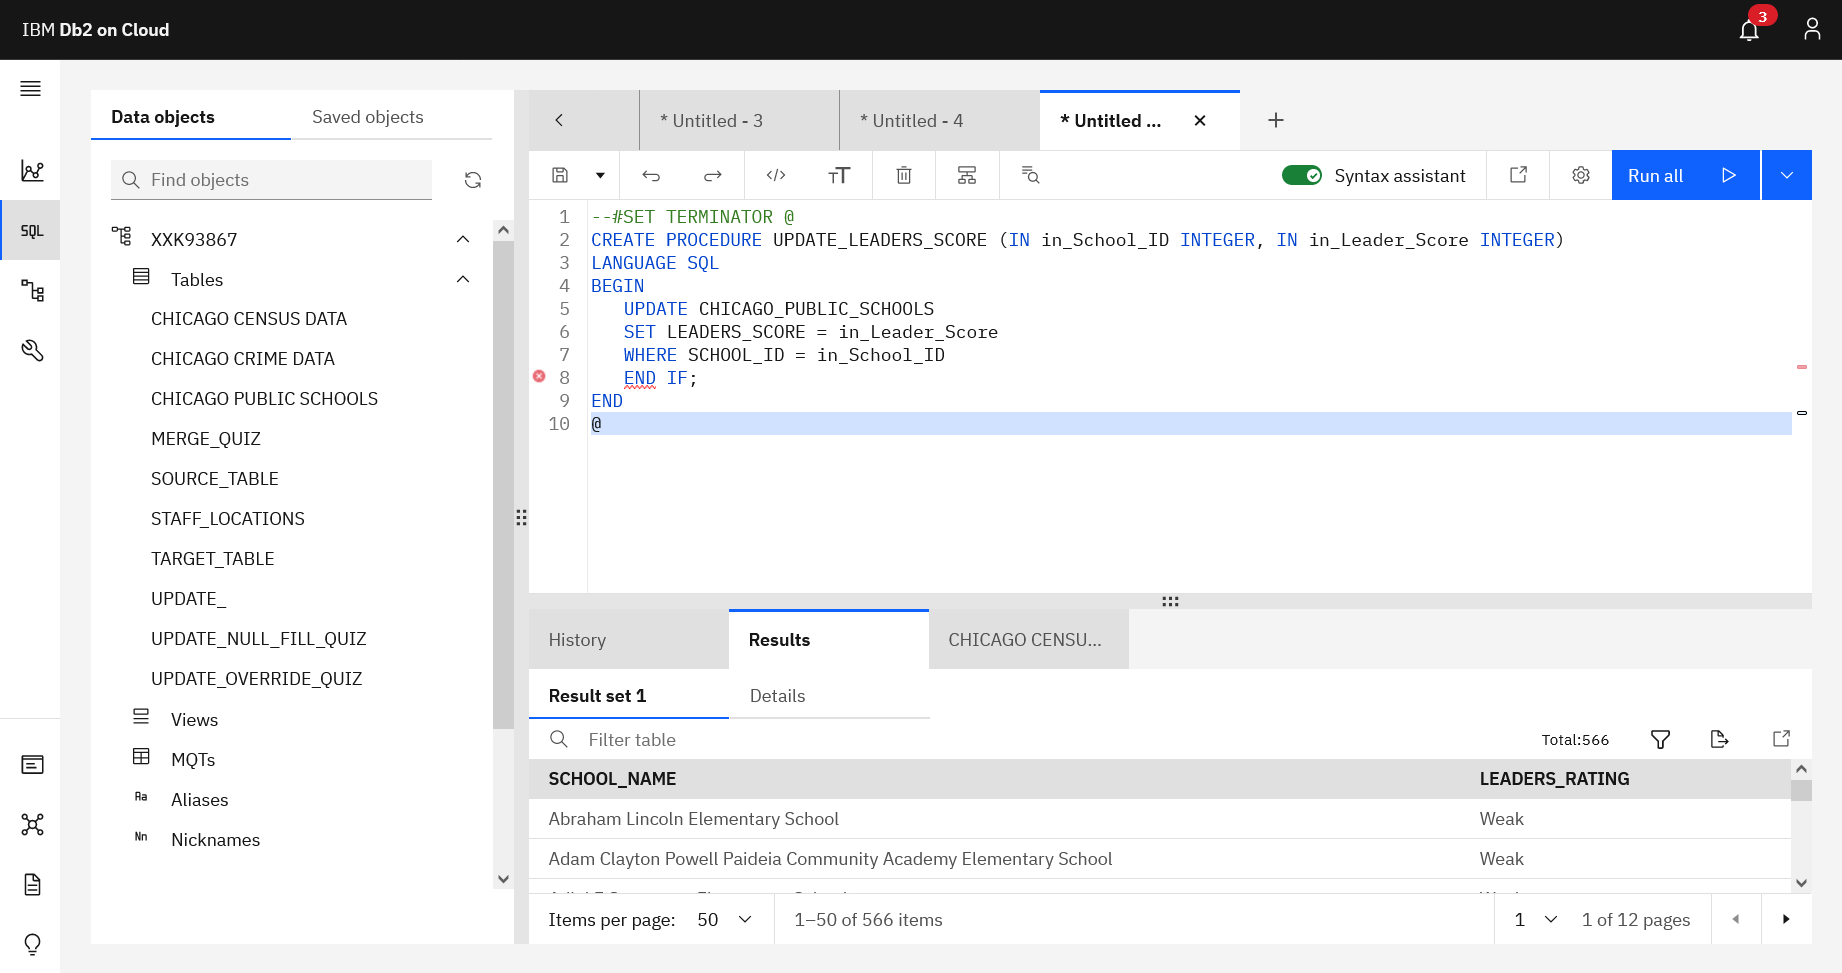 IBM Db2 on Cloud
3
Data objects
Saved objects
Find objects
SQL
XXK93867
Tables
CHICAGO CENSUS DATA
CHICAGO CRIME DATA
CHICAGO PUBLIC SCHOOLS
MERGE_QUIZ
SOURCE_TABLE
STAFF_LOCATIONS
TARGET_TABLE
UPDATE_
UPDATE_NULL_FILL_QUIZ
UPDATE_OVERRIDE_QUIZ
Views
MQTs
Aa Aliases
Nn Nicknames
* Untitled - 3
* Untitled - 4
* Untitled ...
</> TT
Syntax assistant
Run all
1 --#SET TERMINATOR @
2 CREATE PROCEDURE UPDATE_LEADERS_SCORE (IN in_School_ID INTEGER, IN in_Leader_Score INTEGER)
3 LANGUAGE SQL
4 BEGIN
5 UPDATE CHICAGO_PUBLIC_SCHOOLS
6 SET LEADERS_SCORE = in_Leader_Score
7 WHERE SCHOOL_ID = in_School_ID
8 END IF;
9 END
10 @
History
Results
CHICAGO CENSU...
Result set 1
Details
Filter table
Total:566
SCHOOL_NAME LEADERS_RATING
Abraham Lincoln Elementary School Weak
Adam Clayton Powell Paideia Community Academy Elementary School Weak
Items per page: 50
1–50 of 566 items
1
1 of 12 pages